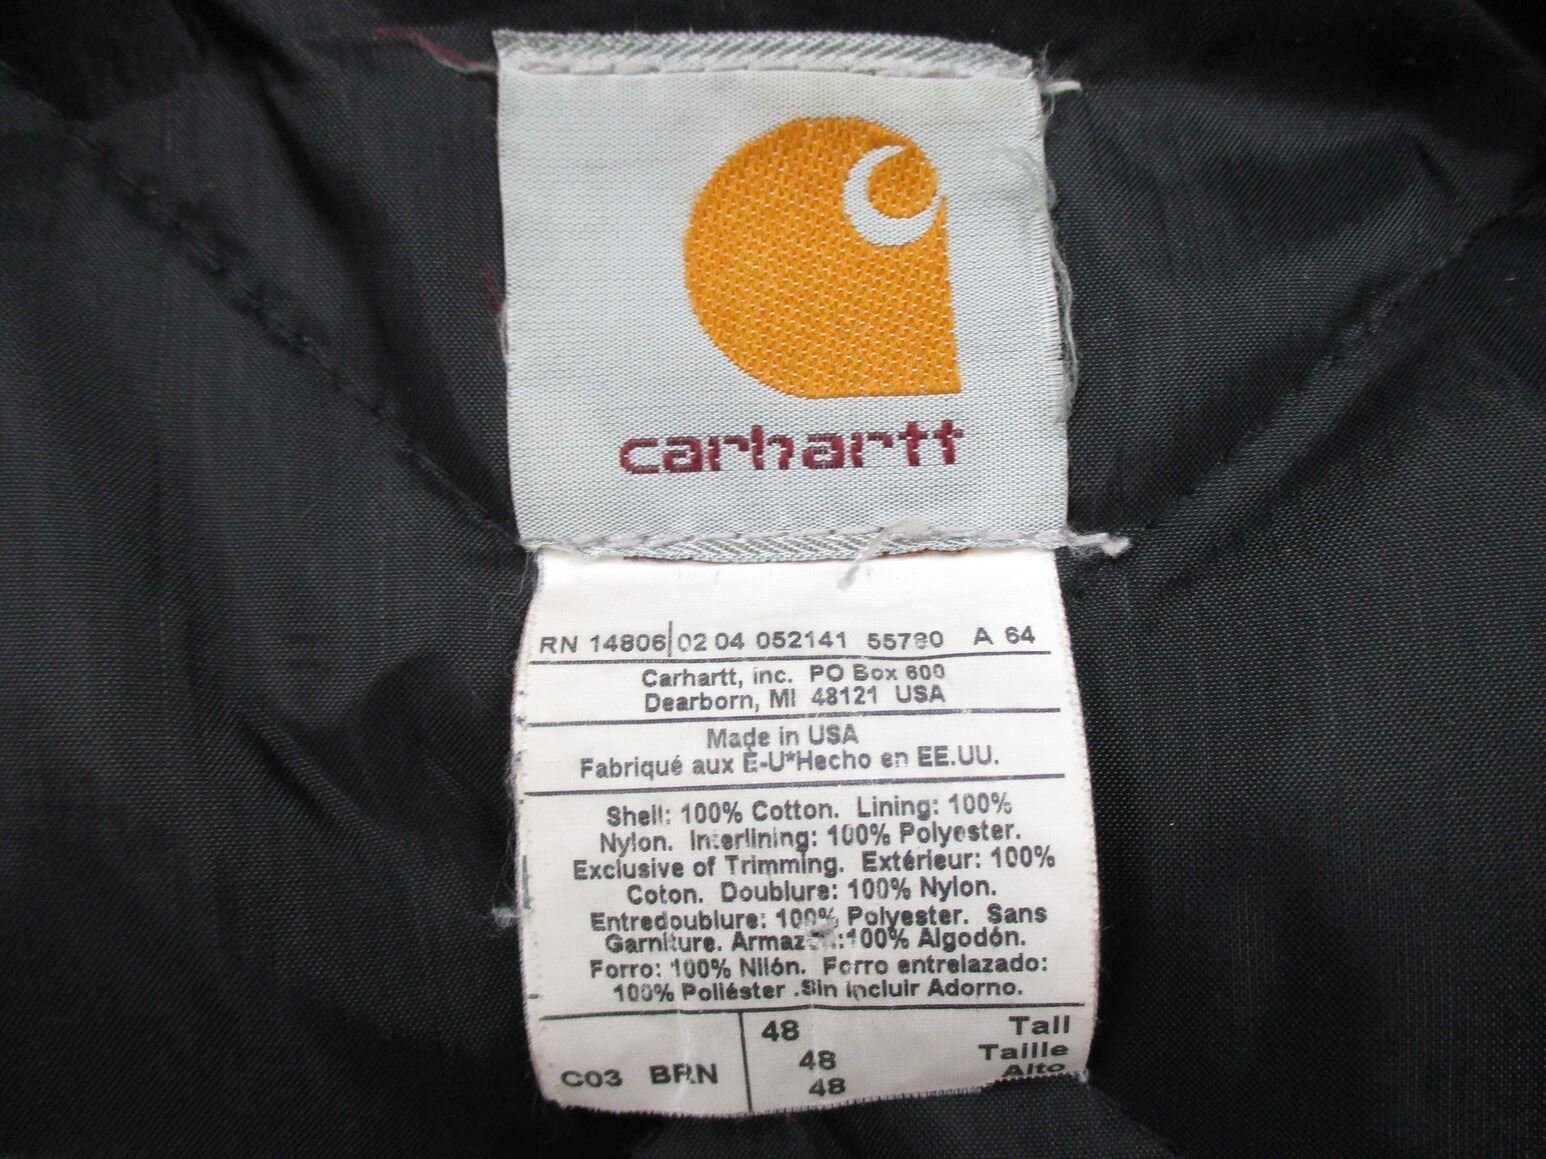 carhartt
RN 14806 02 04 052141 55780 A 64
Carhartt, inc. PO Box 600
Dearborn, MI 48121 USA
Made in USA
Fabriqué aux É-U*Hecho en EE.UU.
Shell: 100% Cotton. Lining: 100%
Nylon. Interlining: 100% Polyester.
Exclusive of Trimming. Extérieur: 100%
Coton. Doublure: 100% Nylon.
Entredoublure: 100% Polyester. Sans
Garniture. :100% Algodón.
Forro: 100% Nilón. Forro entrelazado:
100% Poliéster .Sin incluir Adorno.
C03 BRN
48 Tall
48 Taille
48 Alto